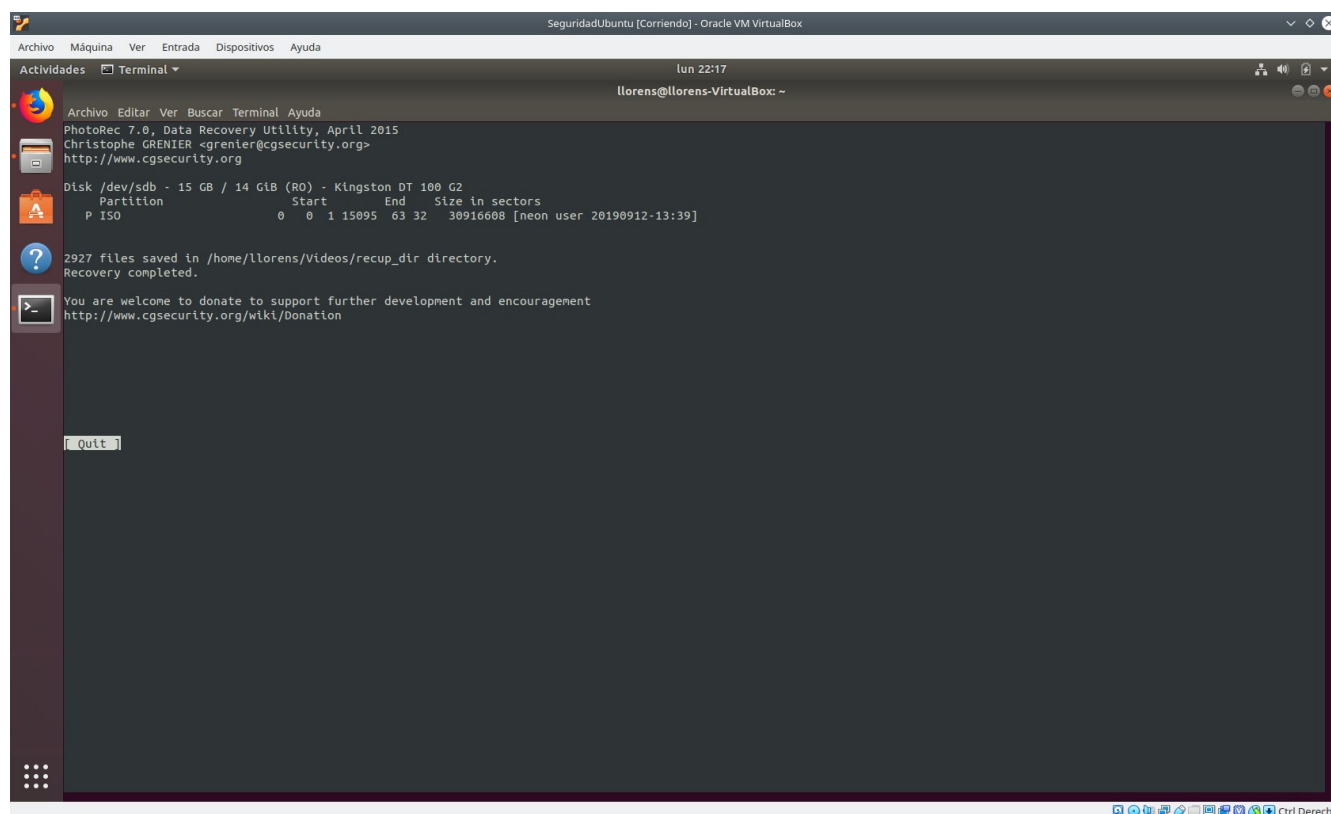 SeguridadUbuntu [Corriendo] - Oracle VM VirtualBox
Archivo Máquina Ver Entrada Dispositivos Ayuda
Actividades Terminal lun 22:17
llorens@llorens-VirtualBox: ~
Archivo Editar Ver Buscar Terminal Ayuda
PhotoRec 7.0, Data Recovery Utility, April 2015
Christophe GRENIER <grenier@cgsecurity.org>
http://www.cgsecurity.org
Disk /dev/sdb - 15 GB / 14 GiB (RO) - Kingston DT 100 G2
Partition Start End Size in sectors
P ISO 0 0 1 15095 63 32 30916608 [neon user 20190912-13:39]
2927 files saved in /home/llorens/Videos/recup_dir directory.
Recovery completed.
You are welcome to donate to support further development and encouragement
http://www.cgsecurity.org/wiki/Donation
[ Quit ]
Ctrl Derech